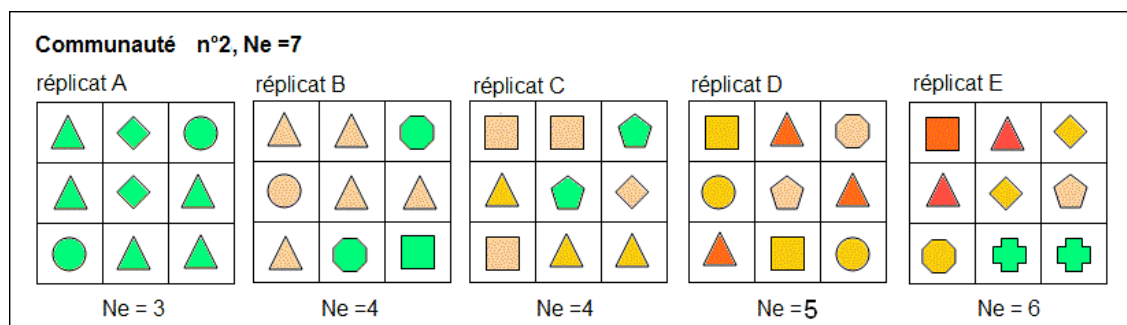 Communauté n°2, Ne =7
réplicat A réplicat B réplicat C réplicat D réplicat E
Ne = 3 Ne =4 Ne =4 Ne =5 Ne = 6